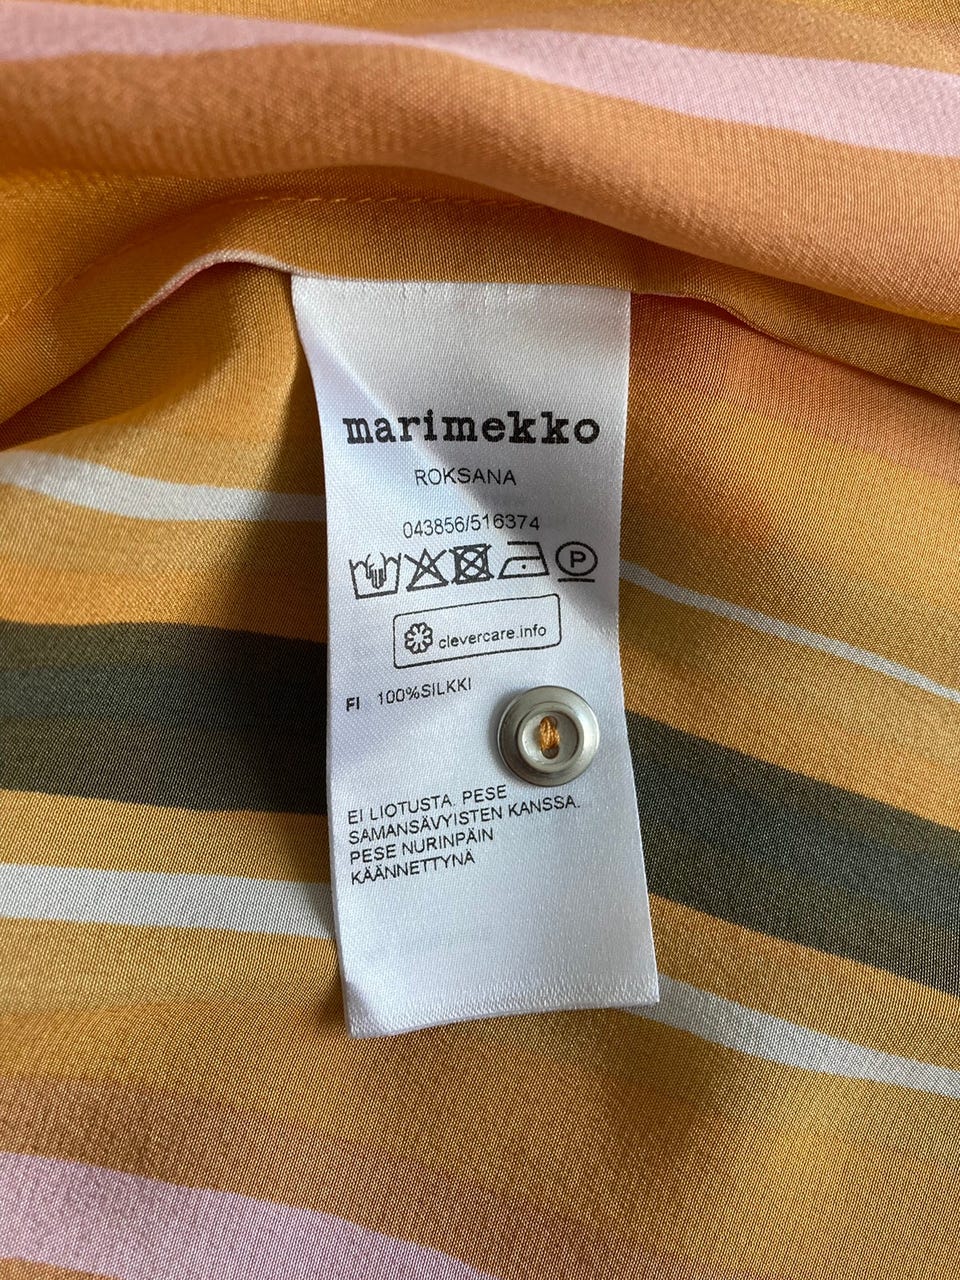 marimekko
ROKSANA
043856/516374
P
clevercare.info
FI 100%SILKKI
EI LIOTUSTA. PESE
SAMANSÄVYISTEN KANSSA.
PESE NURINPÄIN
KÄÄNNETTYNÄ